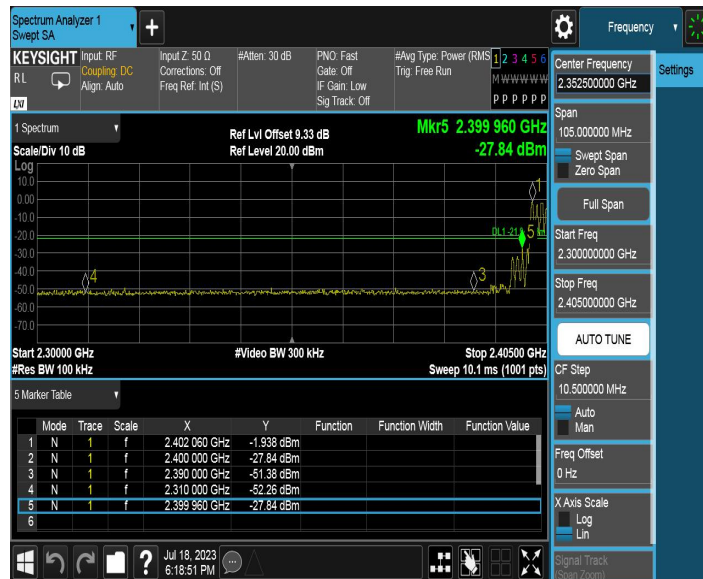 Spectrum Analyzer 1
Swept SA
+
Frequency
KEYSIGHT
RL
LXI
Input: RF
Coupling: DC
Align: Auto
Input Z: 50 Ω
Corrections: Off
Freq Ref: Int (S)
#Atten: 30 dB
PNO: Fast
Gate: Off
IF Gain: Low
Sig Track: Off
#Avg Type: Power (RMS
Trig: Free Run
1 2 3 4 5 6
M W W W W W
P P P P P P
1 Spectrum
Scale/Div 10 dB
Ref Lvl Offset 9.33 dB
Ref Level 20.00 dBm
Mkr5 2.399 960 GHz
-27.84 dBm
Log
10.0
0.00
-10.0
-20.0
-30.0
-40.0
-50.0
-60.0
-70.0
1
DL1 -21
5
4
3
Start 2.30000 GHz
#Res BW 100 kHz
#Video BW 300 kHz
Stop 2.40500 GHz
Sweep 10.1 ms (1001 pts)
5 Marker Table
Mode Trace Scale X Y Function Function Width Function Value
1 N 1 f 2.402 060 GHz -1.938 dBm
2 N 1 f 2.400 000 GHz -27.84 dBm
3 N 1 f 2.390 000 GHz -51.38 dBm
4 N 1 f 2.310 000 GHz -52.26 dBm
5 N 1 f 2.399 960 GHz -27.84 dBm
6
?
Jul 18, 2023
6:18:51 PM
Settings
Center Frequency
2.352500000 GHz
Span
105.000000 MHz
Swept Span
Zero Span
Full Span
Start Freq
2.300000000 GHz
Stop Freq
2.405000000 GHz
AUTO TUNE
CF Step
10.500000 MHz
Auto
Man
Freq Offset
0 Hz
X Axis Scale
Log
Lin
Signal Track
(Span Zoom)